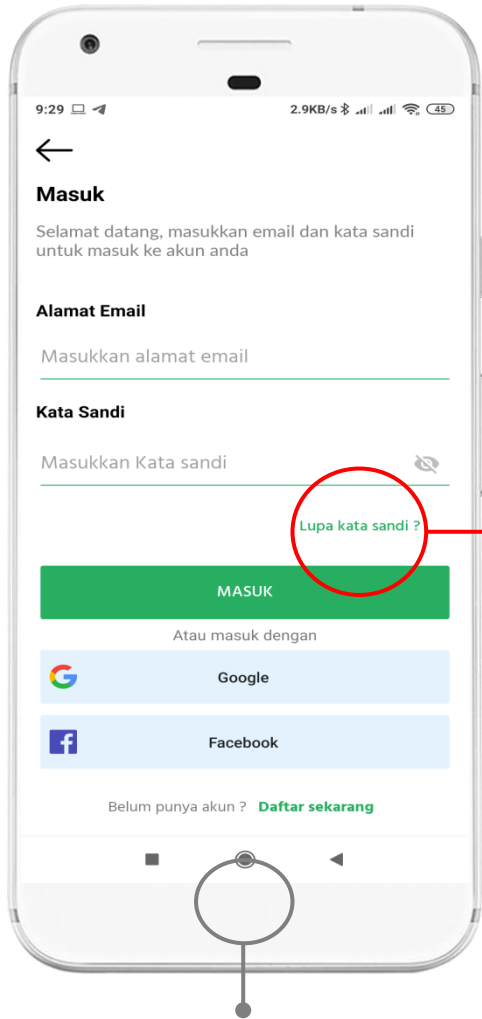 9:29 2.9KB/s 45
Masuk
Selamat datang, masukkan email dan kata sandi
untuk masuk ke akun anda
Alamat Email
Masukkan alamat email
Kata Sandi
Masukkan Kata sandi
Lupa kata sandi ?
MASUK
Atau masuk dengan
Google
Facebook
Belum punya akun ? Daftar sekarang